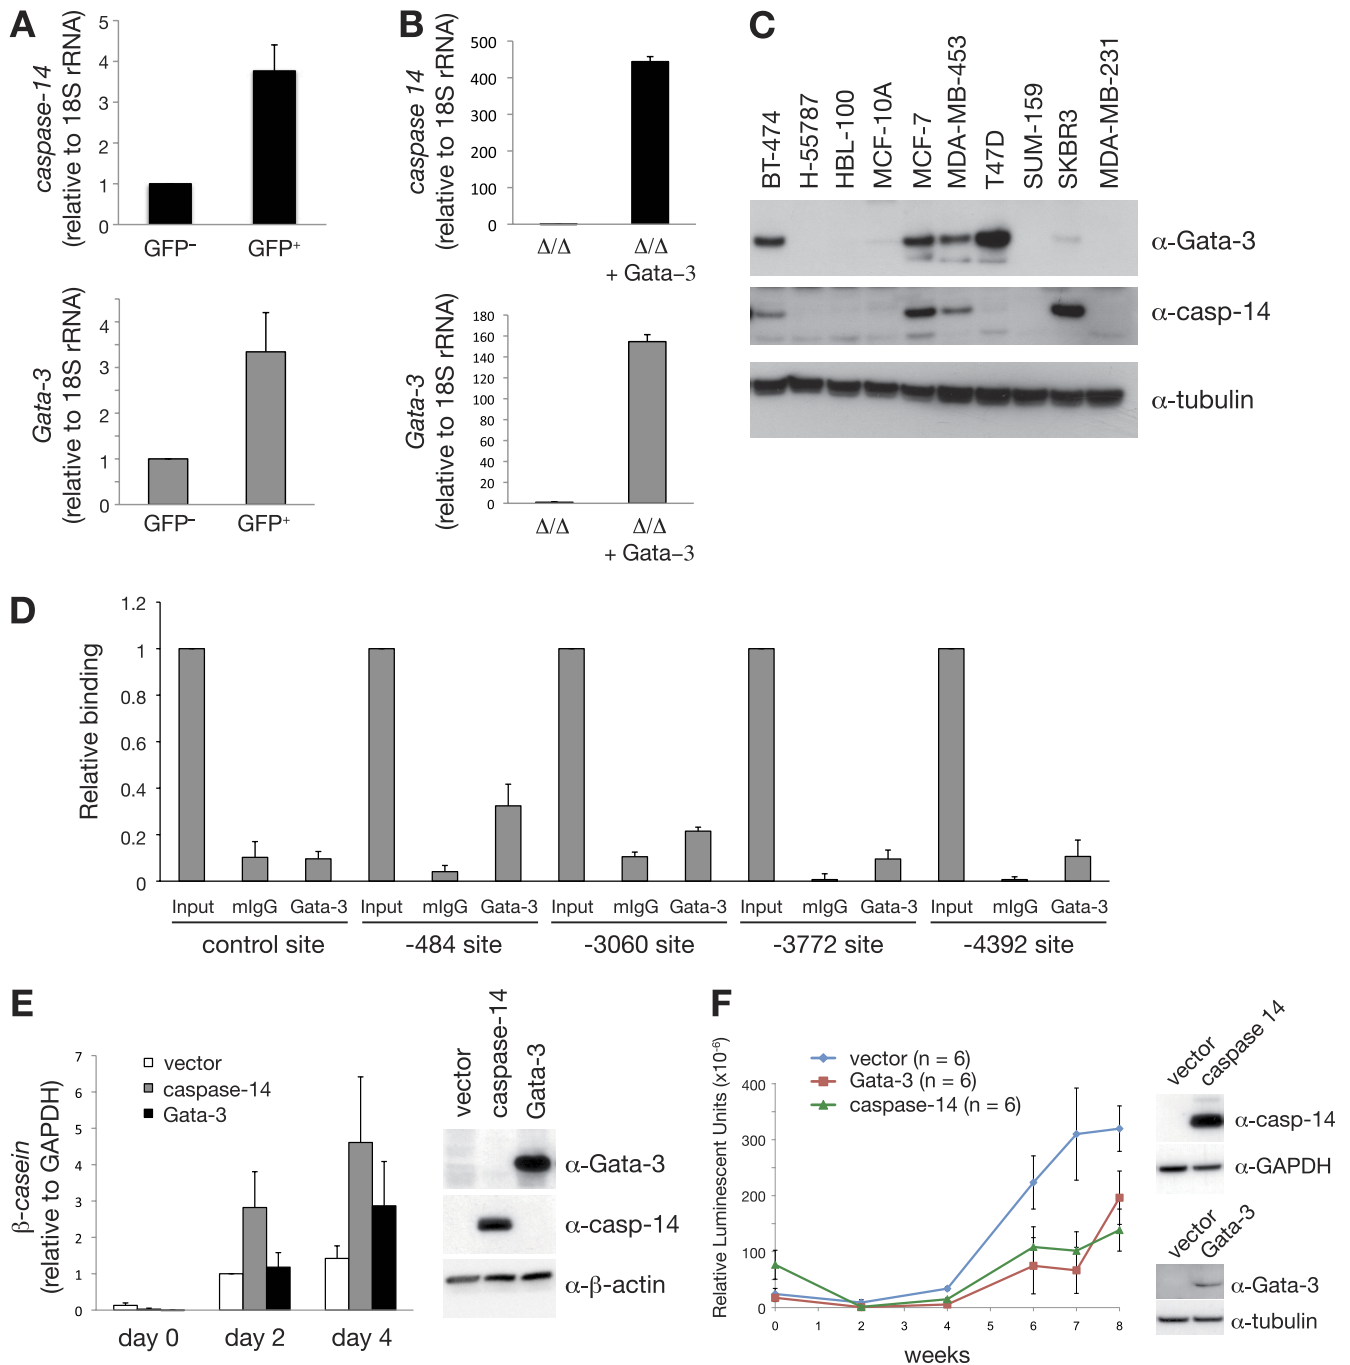 A
caspase-14
(relative to 18S rRNA)
5
4
3
2
1
0
GFP⁻
GFP⁺
Gata-3
(relative to 18S rRNA)
4
3
2
1
0
GFP⁻
GFP⁺
B
caspase 14
(relative to 18S rRNA)
500
400
300
200
100
0
Δ/Δ
Δ/Δ
+ Gata−3
Gata-3
(relative to 18S rRNA)
180
160
140
120
100
80
60
40
20
0
Δ/Δ
Δ/Δ
+ Gata−3
C
BT-474
H-55787
HBL-100
MCF-10A
MCF-7
MDA-MB-453
T47D
SUM-159
SKBR3
MDA-MB-231
α-Gata-3
α-casp-14
α-tubulin
D
Relative binding
1.2
1
0.8
0.6
0.4
0.2
0
Input mIgG Gata-3 Input mIgG Gata-3 Input mIgG Gata-3 Input mIgG Gata-3 Input mIgG Gata-3
control site -484 site -3060 site -3772 site -4392 site
E
β-casein
(relative to GAPDH)
7
6
5
4
3
2
1
0
vector
caspase-14
Gata-3
day 0 day 2 day 4
vector
caspase-14
Gata-3
α-Gata-3
α-casp-14
α-β-actin
F
Relative Luminescent Units (x10⁻⁶)
400
300
200
100
0
vector (n = 6)
Gata-3 (n = 6)
caspase-14 (n = 6)
0 1 2 3 4 5 6 7 8
weeks
vector
caspase 14
α-casp-14
α-GAPDH
vector
Gata-3
α-Gata-3
α-tubulin